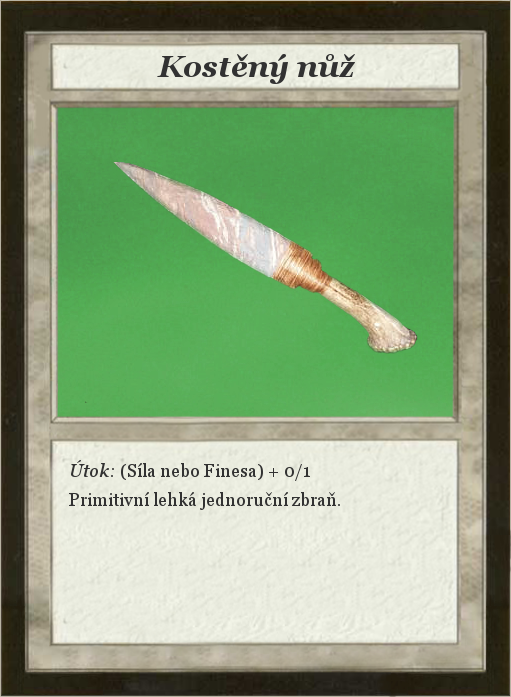 Kostěný nůž
Útok: (Síla nebo Finesa) + 0/1
Primitivní lehká jednoruční zbraň.